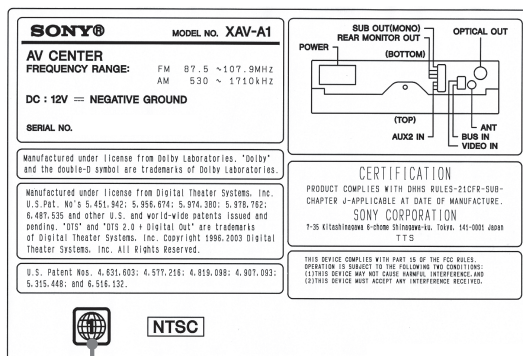 SONY®
MODEL NO. XAV-A1
AV CENTER
FREQUENCY RANGE: FM 87.5 ~107.9MHz
AM 530 ~ 1710kHz
DC : 12V ⎓ NEGATIVE GROUND
SERIAL NO.
Manufactured under license from Dolby Laboratories. "Dolby"
and the double-D symbol are trademarks of Dolby Laboratories.
Manufactured under license from Digital Theater Systems, Inc.
U.S.Pat. No's 5.451.942; 5.956.674; 5.974.380; 5.978.762;
6.487.535 and other U.S. and world-wide patents issued and
pending. "DTS" and "DTS 2.0 + Digital Out" are trademarks
of Digital Theater Systems, Inc. Copyright 1996.2003 Digital
Theater Systems, Inc. All Rights Reserved.
U.S. Patent Nos. 4.631.603; 4.577.216; 4.819.098; 4.907.093;
5.315.448; and 6.516.132.
1
NTSC
SUB OUT(MONO)
REAR MONITOR OUT
OPTICAL OUT
POWER
(BOTTOM)
(TOP)
AUX2 IN
ANT
BUS IN
VIDEO IN
CERTIFICATION
PRODUCT COMPLIES WITH DHHS RULES-21CFR-SUB-
CHAPTER J-APPLICABLE AT DATE OF MANUFACTURE.
SONY CORPORATION
7-35 Kitashinagawa 6-chome Shinagawa-ku, Tokyo, 141-0001 Japan
TTS
THIS DEVICE COMPLIES WITH PART 15 OF THE FCC RULES.
OPERATION IS SUBJECT TO THE FOLLOWING TWO CONDITIONS:
(1)THIS DEVICE MAY NOT CAUSE HARMFUL INTERFERENCE,AND
(2)THIS DEVICE MUST ACCEPT ANY INTERFERENCE RECEIVED,